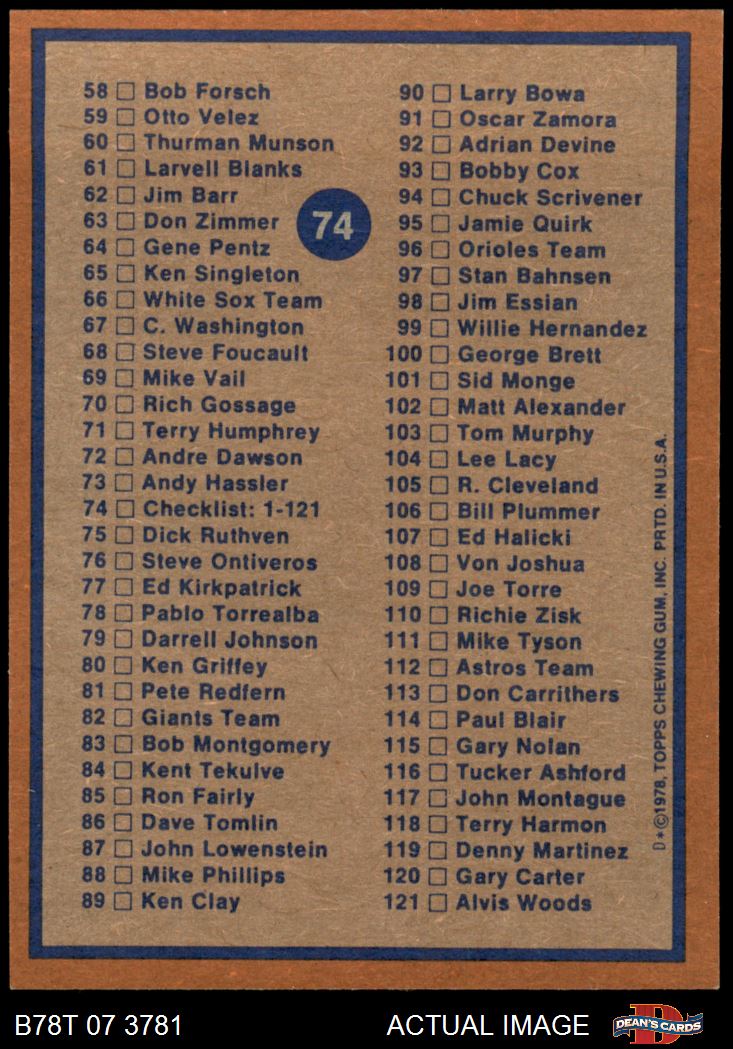 58 Bob Forsch
59 Otto Velez
60 Thurman Munson
61 Larvell Blanks
62 Jim Barr
63 Don Zimmer
64 Gene Pentz
65 Ken Singleton
66 White Sox Team
67 C. Washington
68 Steve Foucault
69 Mike Vail
70 Rich Gossage
71 Terry Humphrey
72 Andre Dawson
73 Andy Hassler
74 Checklist: 1-121
75 Dick Ruthven
76 Steve Ontiveros
77 Ed Kirkpatrick
78 Pablo Torrealba
79 Darrell Johnson
80 Ken Griffey
81 Pete Redfern
82 Giants Team
83 Bob Montgomery
84 Kent Tekulve
85 Ron Fairly
86 Dave Tomlin
87 John Lowenstein
88 Mike Phillips
89 Ken Clay
74
90 Larry Bowa
91 Oscar Zamora
92 Adrian Devine
93 Bobby Cox
94 Chuck Scrivener
95 Jamie Quirk
96 Orioles Team
97 Stan Bahnsen
98 Jim Essian
99 Willie Hernandez
100 George Brett
101 Sid Monge
102 Matt Alexander
103 Tom Murphy
104 Lee Lacy
105 R. Cleveland
106 Bill Plummer
107 Ed Halicki
108 Von Joshua
109 Joe Torre
110 Richie Zisk
111 Mike Tyson
112 Astros Team
113 Don Carrithers
114 Paul Blair
115 Gary Nolan
116 Tucker Ashford
117 John Montague
118 Terry Harmon
119 Denny Martinez
120 Gary Carter
121 Alvis Woods
D*©1978, TOPPS CHEWING GUM, INC. PRTD. IN U.S.A.
B78T 07 3781
ACTUAL IMAGE
DEAN'S CARDS